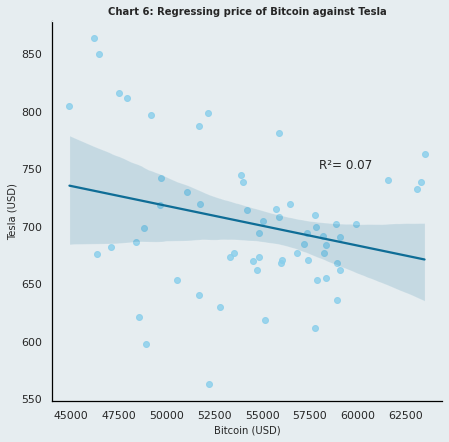 Chart 6: Regressing price of Bitcoin against Tesla
850
800
R²= 0.07
750
700
650
600
550
Tesla (USD)
45000 47500 50000 52500 55000 57500 60000 62500
Bitcoin (USD)